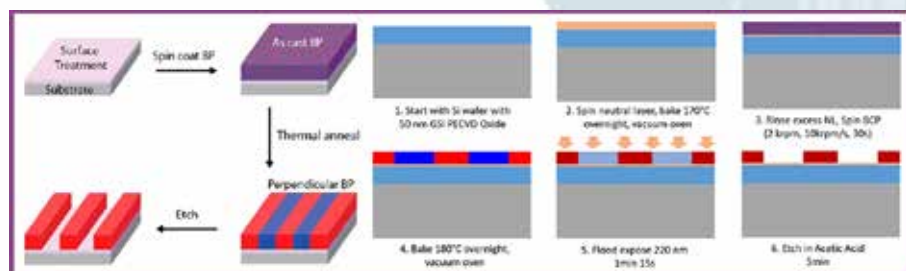 Surface
Treatment
Substrate
Spin coat BP
As cast BP
Thermal anneal
Perpendicular BP
Etch
1. Start with Si wafer with
50 nm GSI PECVD Oxide
2. Spin neutral layer, bake 170°C
overnight, vacuum oven
3. Rinse excess NL, Spin BCP
(2 krpm, 10krpm/s, 30s)
4. Bake 180°C overnight,
vacuum oven
5. Flood expose 220 nm
1min 15s
6. Etch in Acetic Acid
5min